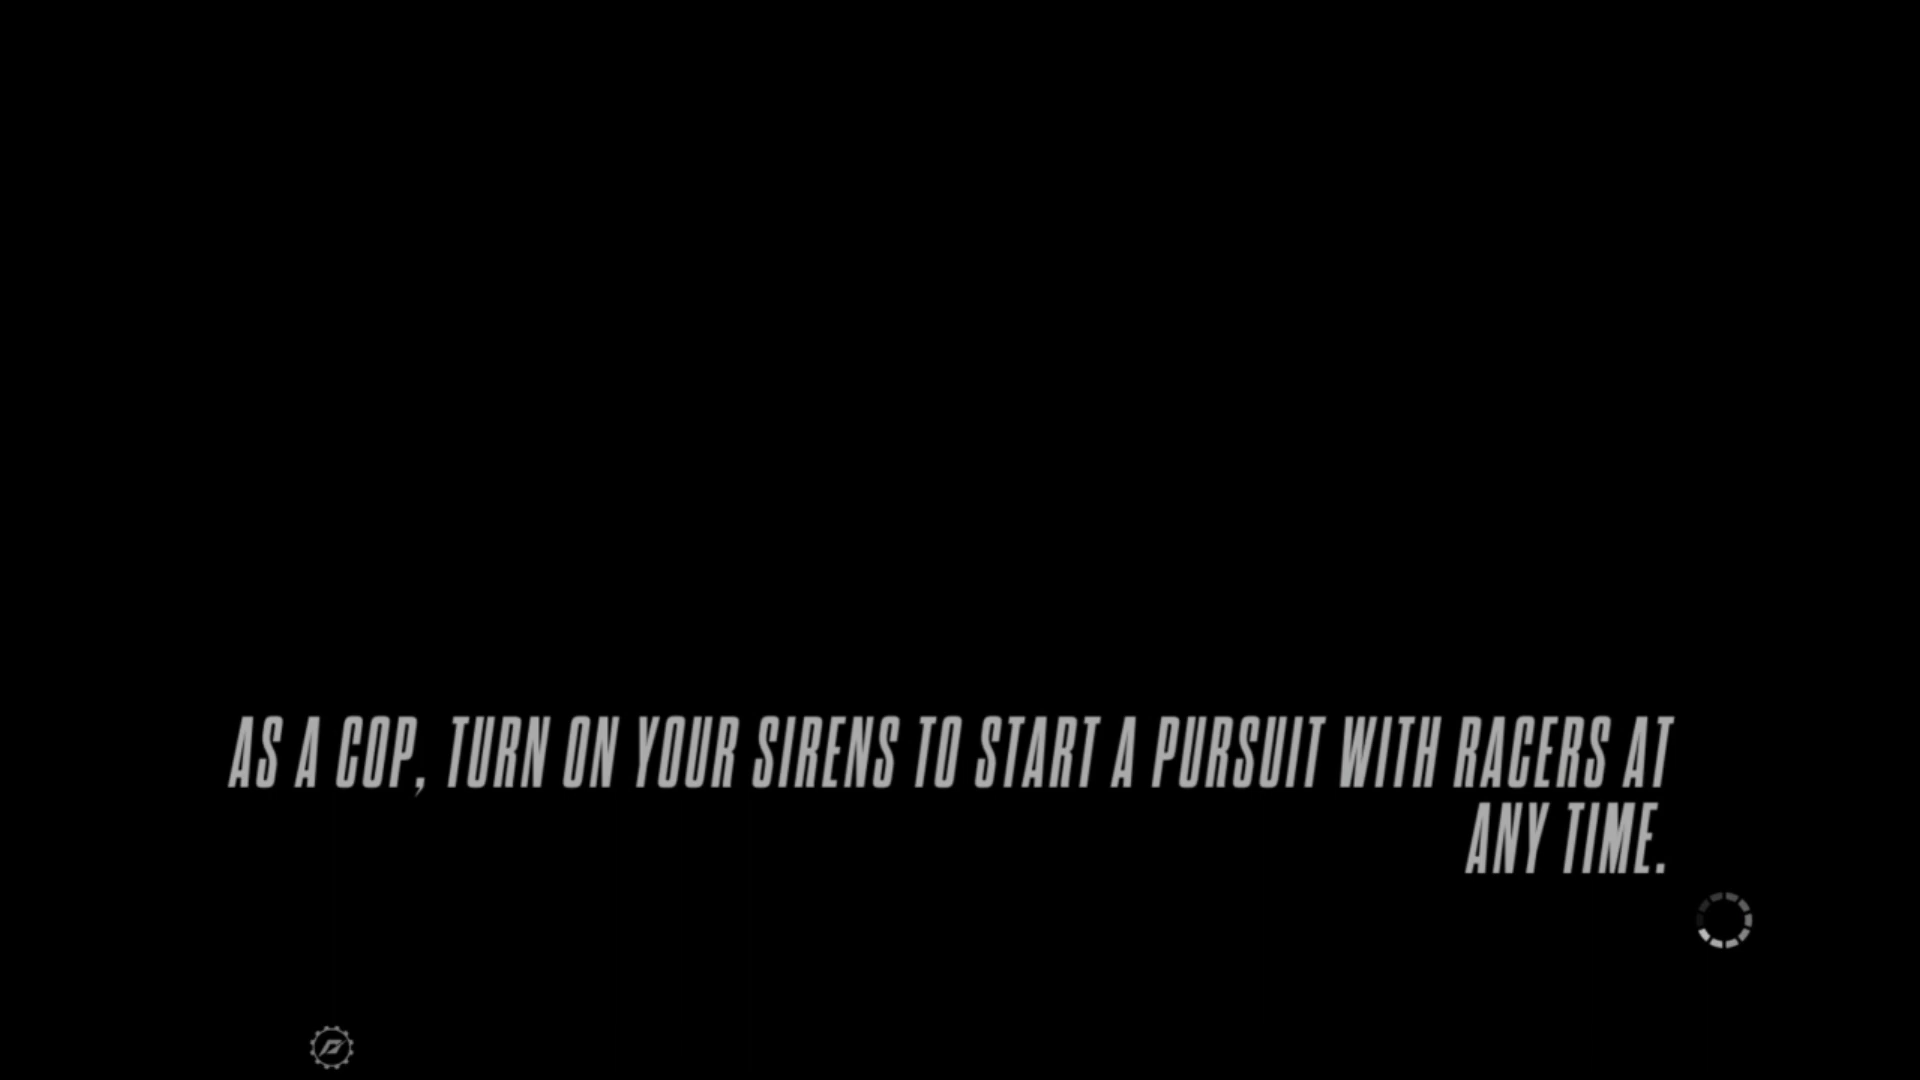 AS A COP, TURN ON YOUR SIRENS TO START A PURSUIT WITH RACERS AT
ANY TIME.